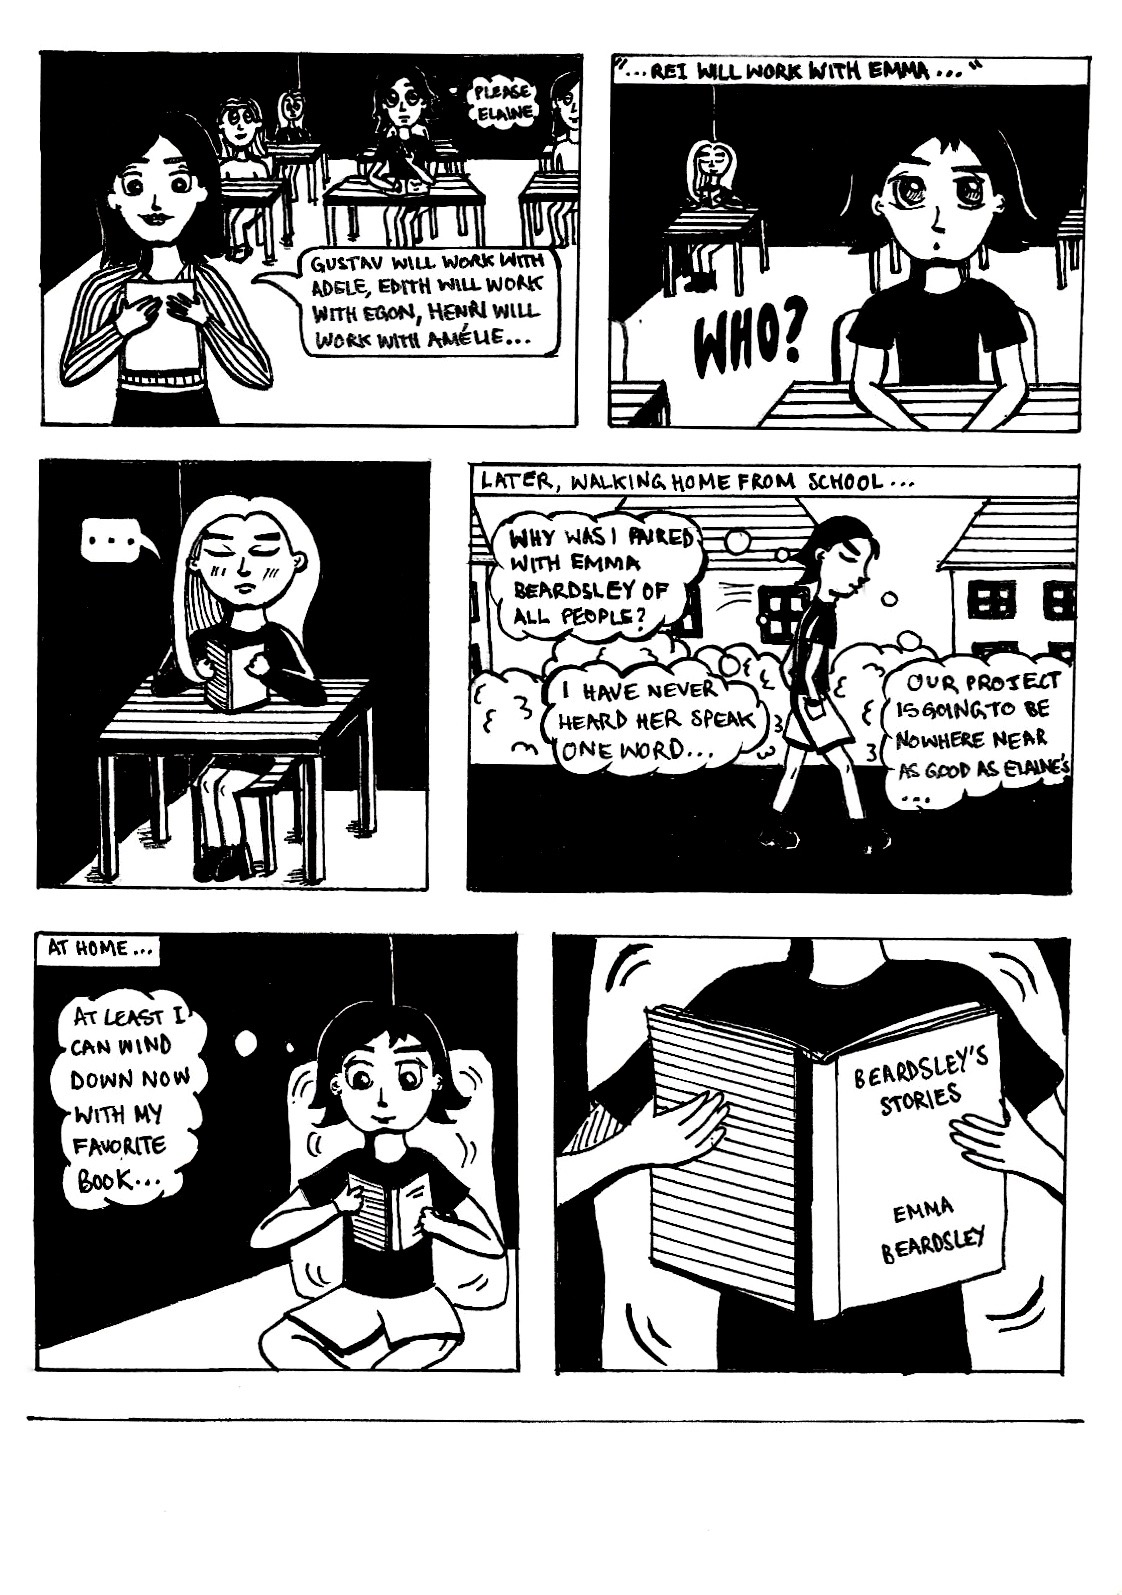 PLEASE
ELAINE
GUSTAV WILL WORK WITH
ADELE, EDITH WILL WORK
WITH EGON, HENRI WILL
WORK WITH AMÉLIE...
"...REI WILL WORK WITH EMMA..."
WHO?
...
LATER, WALKING HOME FROM SCHOOL...
WHY WAS I PAIRED
WITH EMMA
BEARDSLEY OF
ALL PEOPLE?
I HAVE NEVER
HEARD HER SPEAK
ONE WORD...
OUR PROJECT
IS GOING TO BE
NOWHERE NEAR
AS GOOD AS ELAINE'S
...
AT HOME...
AT LEAST I
CAN WIND
DOWN NOW
WITH MY
FAVORITE
BOOK...
BEARDSLEY'S
STORIES
EMMA
BEARDSLEY